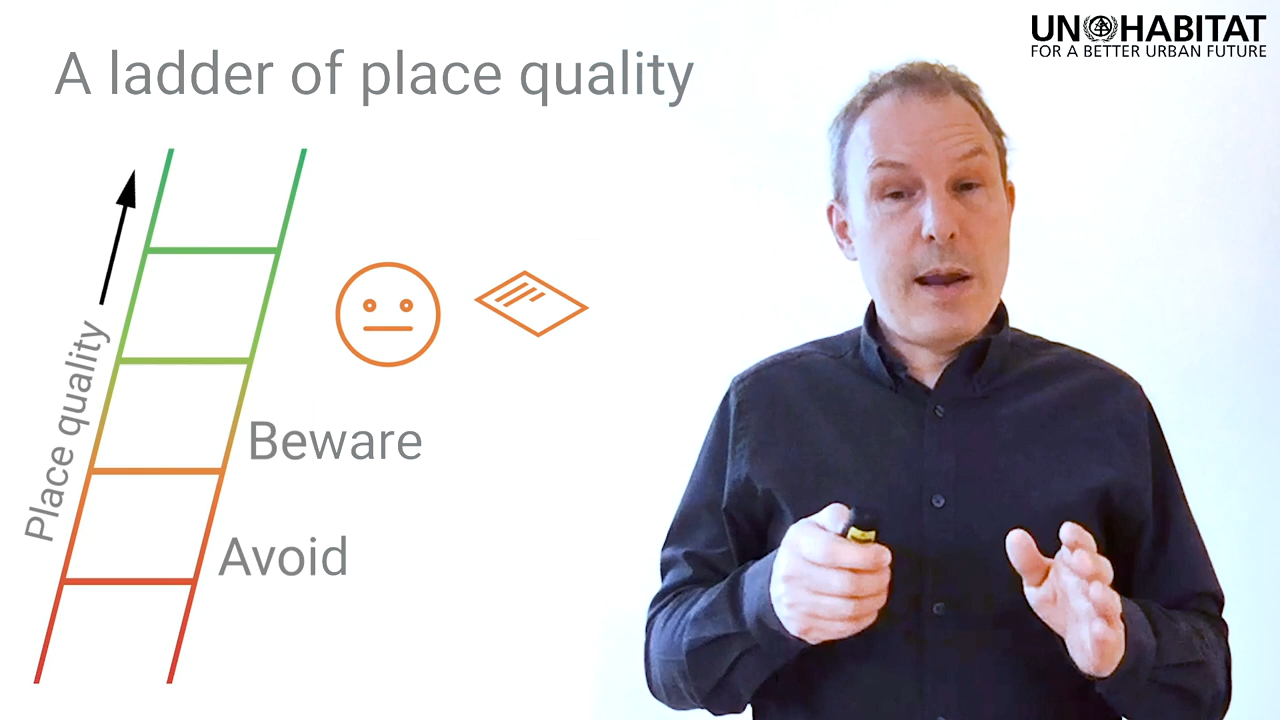 A ladder of place quality
UN HABITAT
FOR A BETTER URBAN FUTURE
Place quality
Beware
Avoid